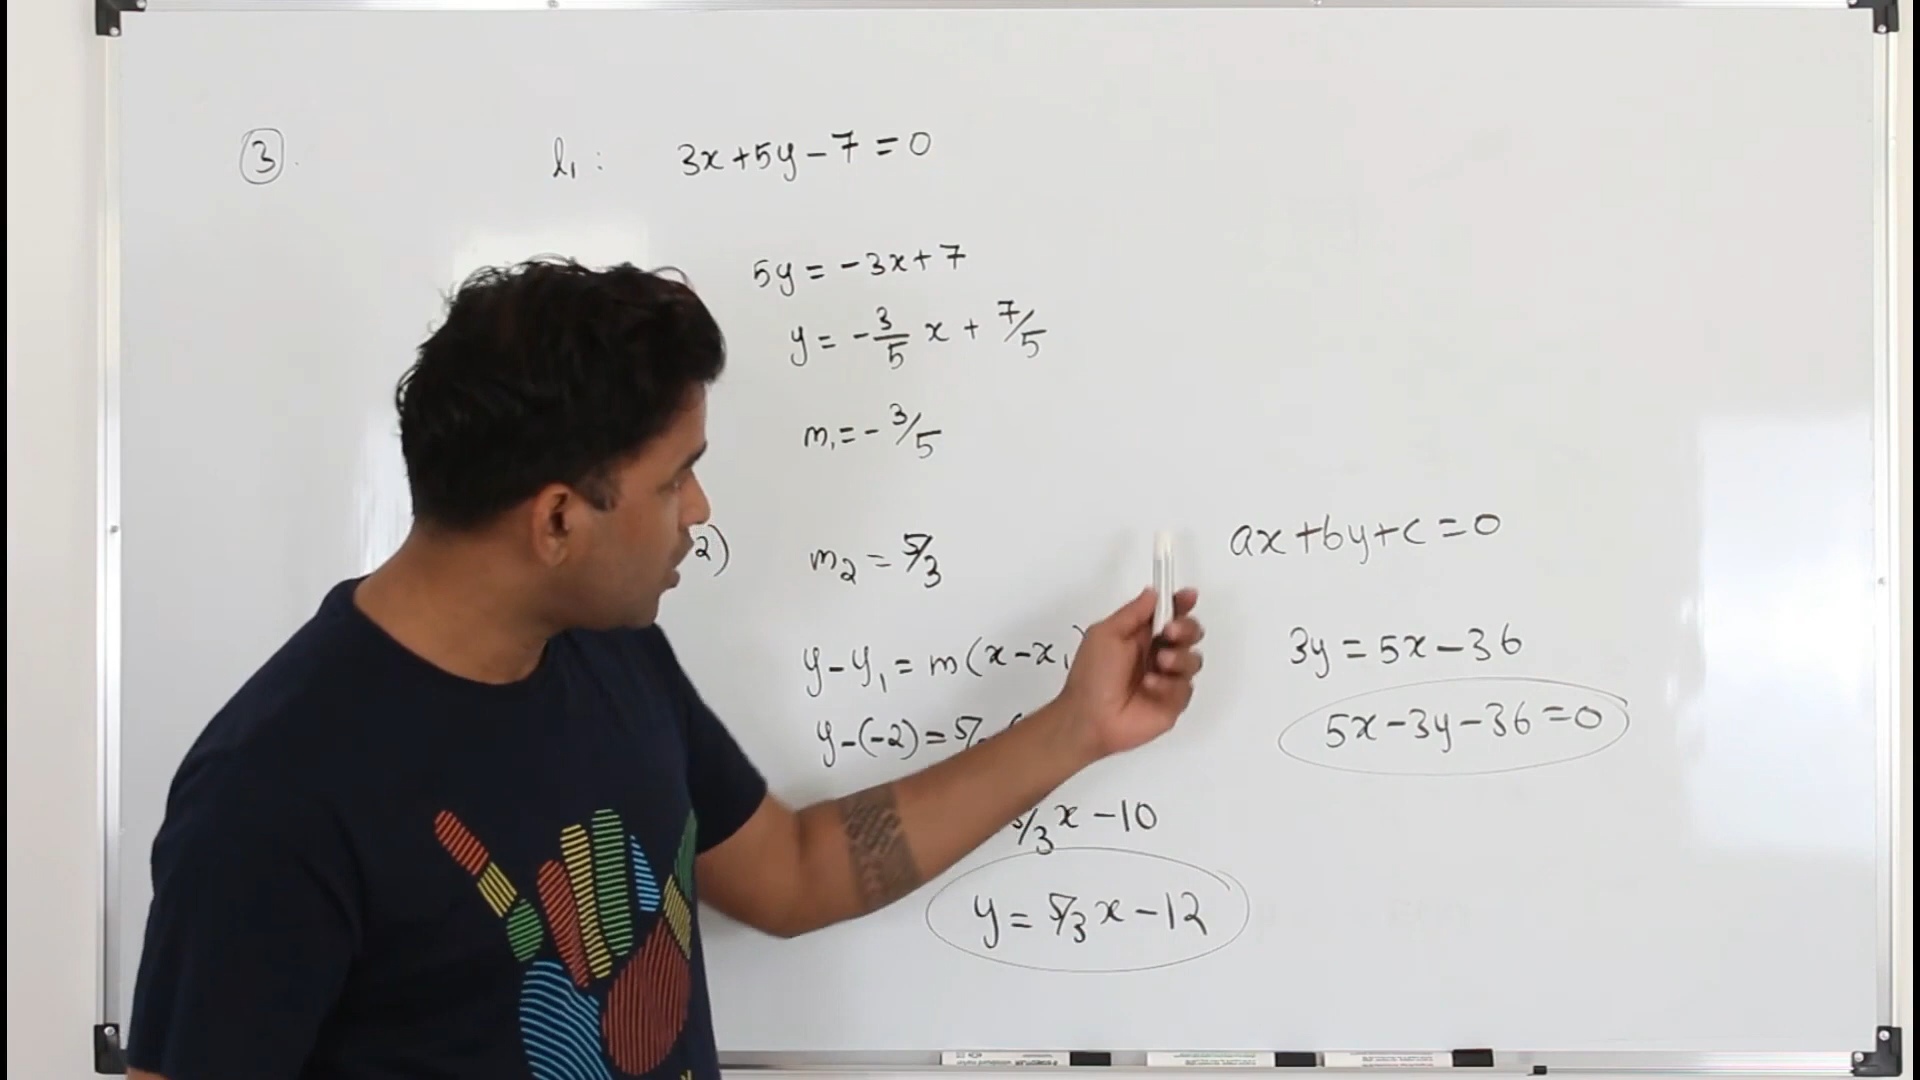 3
l₁ : 3x+5y-7=0
5y = -3x+7
y = -3/5 x + 7/5
m₁ = -3/5
2) m₂ = 5/3
y-y₁ = m(x-x₁)
y-(-2) = 5/
5/3 x - 10
y = 5/3 x - 12
ax+by+c=0
3y = 5x-36
5x-3y-36=0